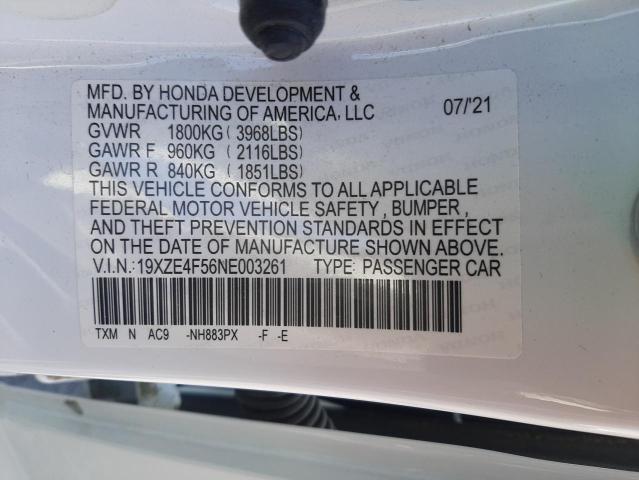 MFD. BY HONDA DEVELOPMENT &
MANUFACTURING OF AMERICA, LLC 07/'21
GVWR 1800KG ( 3968LBS)
GAWR F 960KG ( 2116LBS)
GAWR R 840KG ( 1851LBS)
THIS VEHICLE CONFORMS TO ALL APPLICABLE
FEDERAL MOTOR VEHICLE SAFETY , BUMPER ,
AND THEFT PREVENTION STANDARDS IN EFFECT
ON THE DATE OF MANUFACTURE SHOWN ABOVE.
V.I.N.:19XZE4F56NE003261 TYPE: PASSENGER CAR
TXM N AC9 -NH883PX -F -E